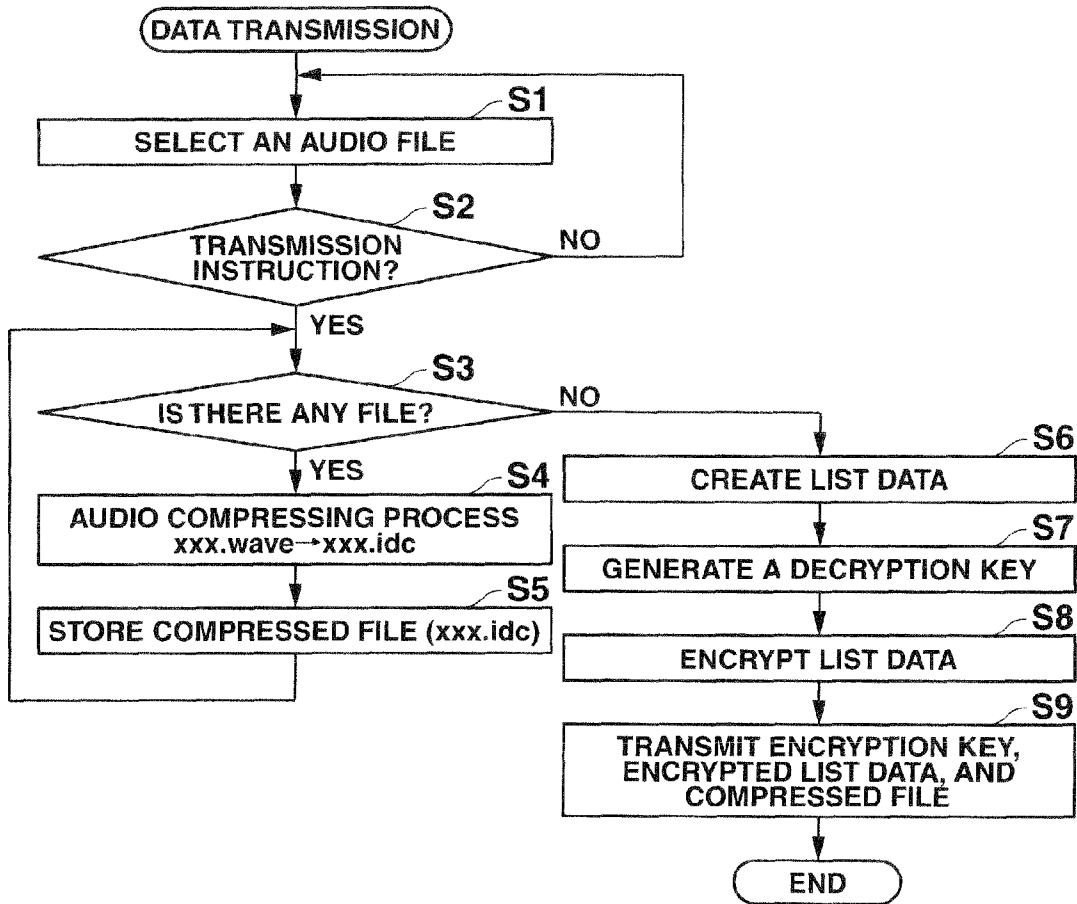 DATA TRANSMISSION
S1
SELECT AN AUDIO FILE
S2
TRANSMISSION
INSTRUCTION?
NO
YES
S3
IS THERE ANY FILE?
NO
YES
S4
AUDIO COMPRESSING PROCESS
xxx.wave→xxx.idc
S5
STORE COMPRESSED FILE (xxx.idc)
S6
CREATE LIST DATA
S7
GENERATE A DECRYPTION KEY
S8
ENCRYPT LIST DATA
S9
TRANSMIT ENCRYPTION KEY,
ENCRYPTED LIST DATA, AND
COMPRESSED FILE
END